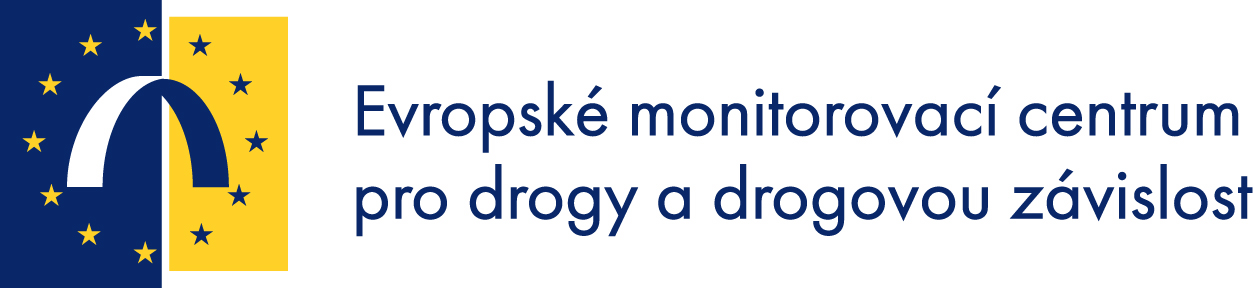 Evropské monitorovací centrum
pro drogy a drogovou závislost